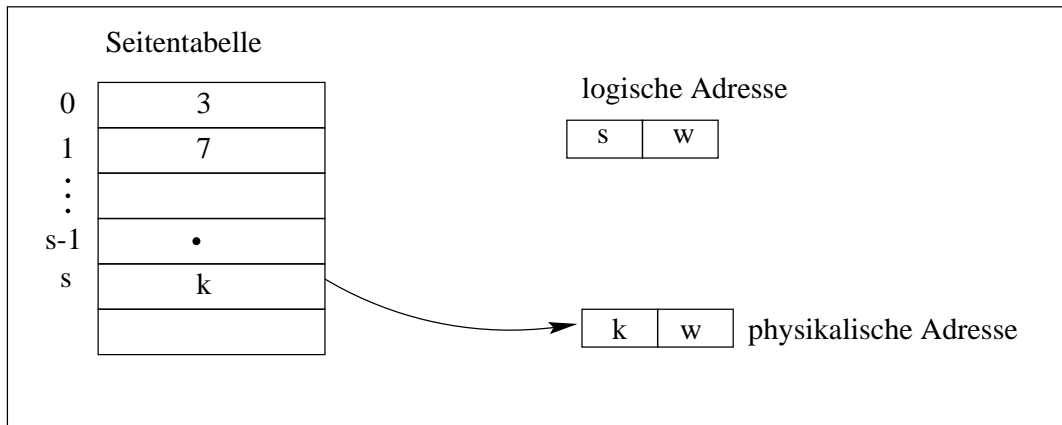 Seitentabelle
logische Adresse
0 3
s w
1 7
⋮
s-1 •
s k
k w physikalische Adresse